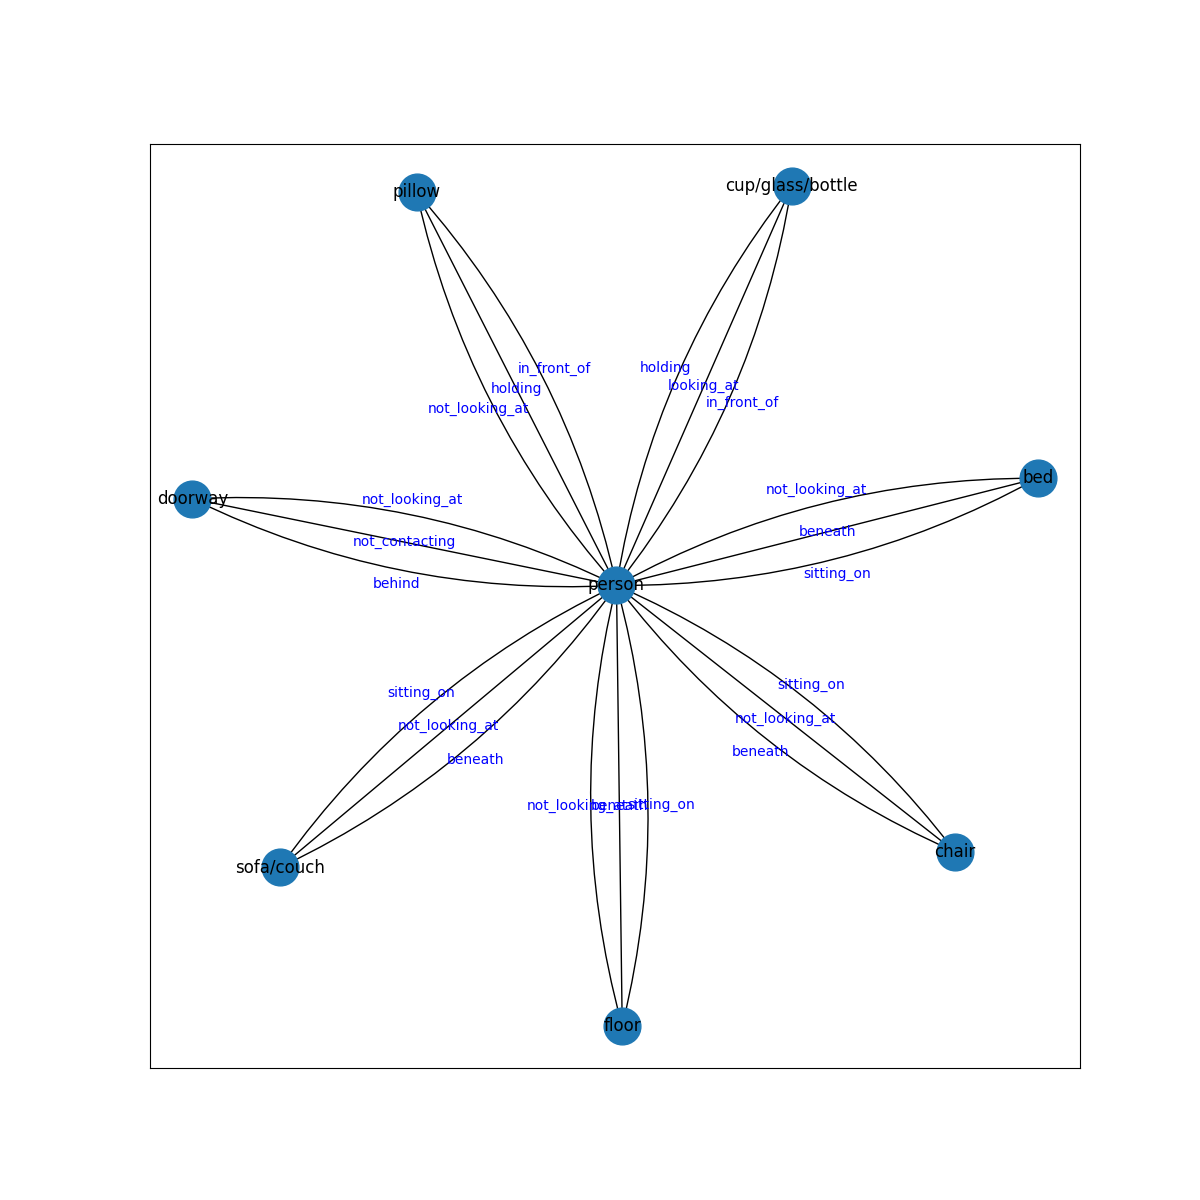 cup/glass/bottle
pillow
holding
in_front_of
looking_at
holding
in_front_of
not_looking_at
bed
not_looking_at
doorway
not_looking_at
beneath
not_contacting
sitting_on
behind
person
sitting_on
sitting_on
not_looking_at
not_looking_at
beneath
beneath
not_looking_at
beneath
sitting_on
chair
sofa/couch
floor